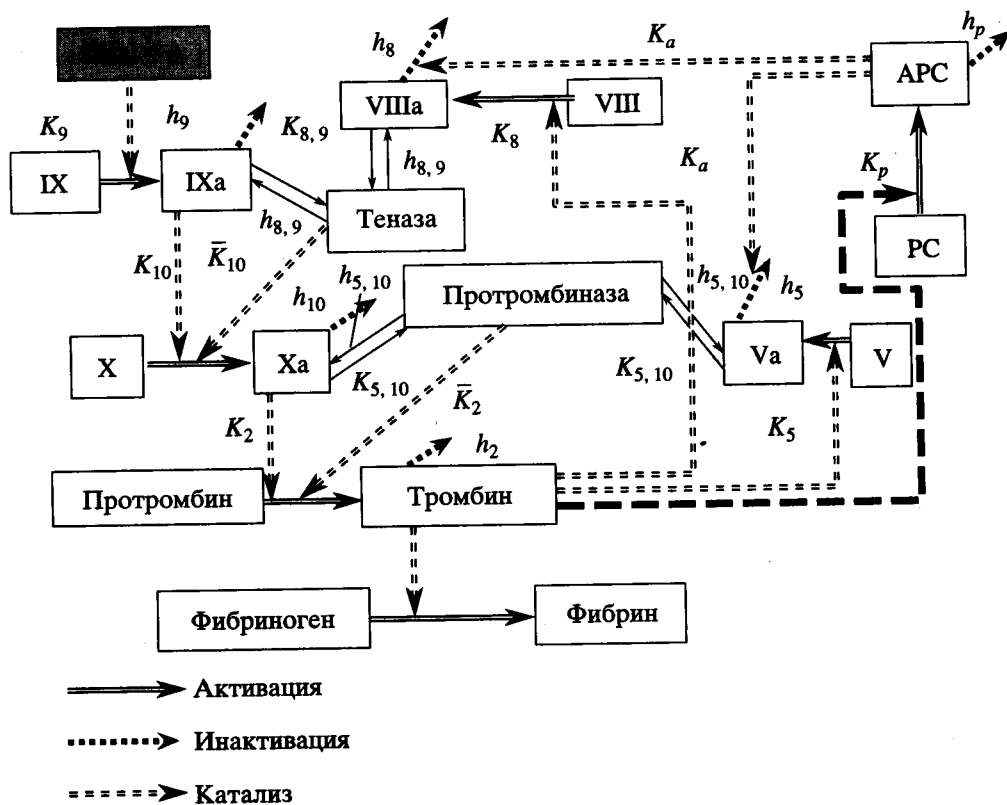 h₈
Kₐ
hₚ
APC
VIIIa
VIII
K₉
h₉
K₈, ₉
K₈
Kₐ
Kₚ
IX
IXa
h₈, ₉
Теназа
h₈, ₉
PC
K₁₀
K̅₁₀
h₅, ₁₀
h₁₀
Протромбиназа
h₅, ₁₀
h₅
X
Xa
Va
V
K₅, ₁₀
K̅₂
K₅, ₁₀
K₂
K₅
h₂
Протромбин
Тромбин
Фибриноген
Фибрин
Активация
Инактивация
Катализ